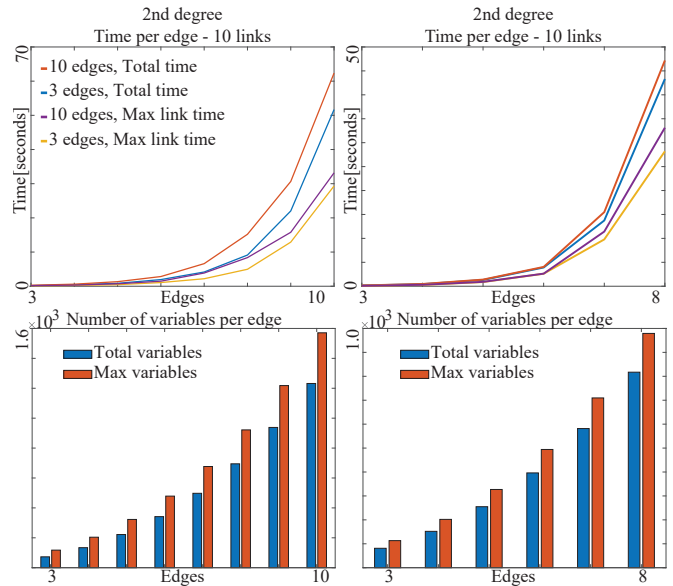 2nd degree
Time per edge - 10 links
70
10 edges, Total time
3 edges, Total time
10 edges, Max link time
3 edges, Max link time
Time[seconds]
0
3
Edges
10
2nd degree
Time per edge - 10 links
50
Time[seconds]
0
3
Edges
8
×10³
Number of variables per edge
1.6
Total variables
Max variables
3
Edges
10
×10³
Number of variables per edge
1.0
Total variables
Max variables
3
Edges
8